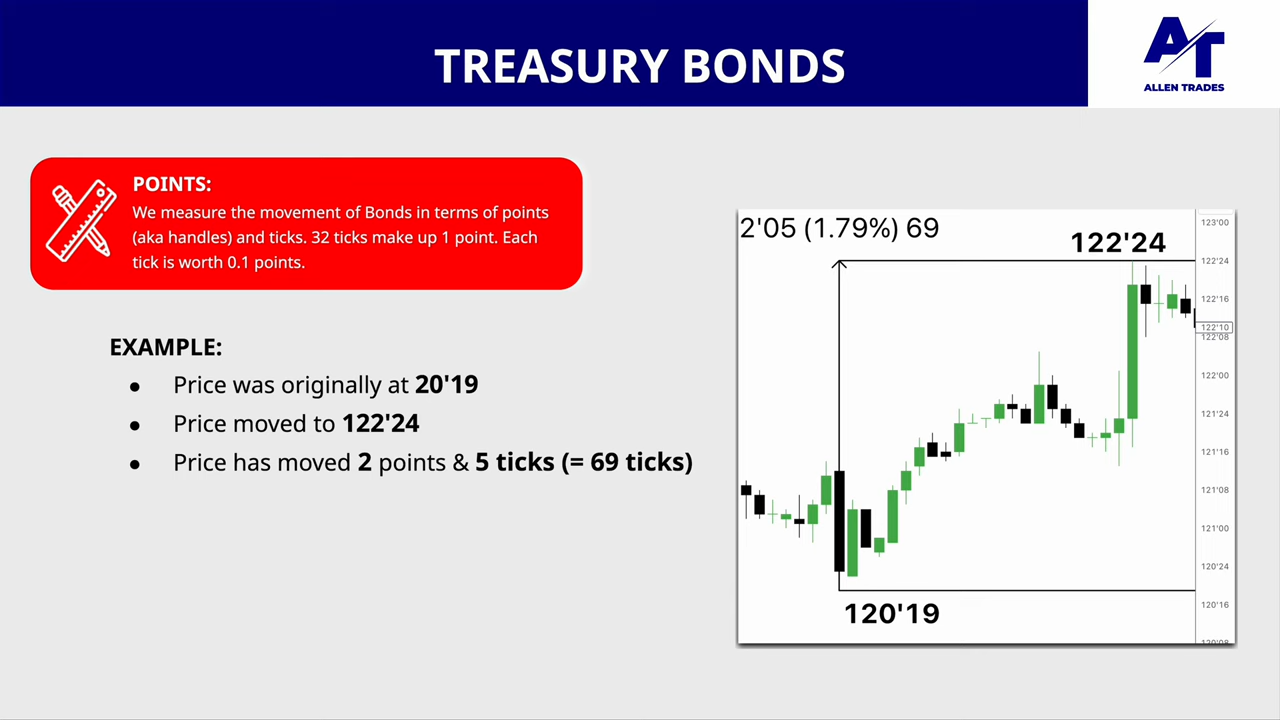 TREASURY BONDS
AT
ALLEN TRADES
POINTS:
We measure the movement of Bonds in terms of points
(aka handles) and ticks. 32 ticks make up 1 point. Each
tick is worth 0.1 points.
EXAMPLE:
● Price was originally at 20'19
● Price moved to 122'24
● Price has moved 2 points & 5 ticks (= 69 ticks)
2'05 (1.79%) 69
122'24
120'19
123'00
122'24
122'16
122'10
122'08
122'00
121'24
121'16
121'08
121'00
120'24
120'16
120'08